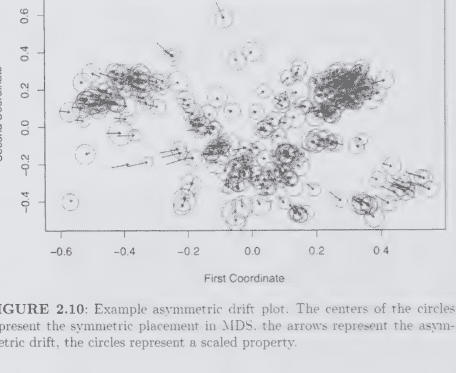 0.6
0.4
0.2
0.0
−0.2
−0.4
Second Coordinate
−0.6 −0.4 −0.2 0.0 0.2 0.4
First Coordinate
IGURE 2.10: Example asymmetric drift plot. The centers of the circles
present the symmetric placement in MDS. the arrows represent the asym-
etric drift, the circles represent a scaled property.